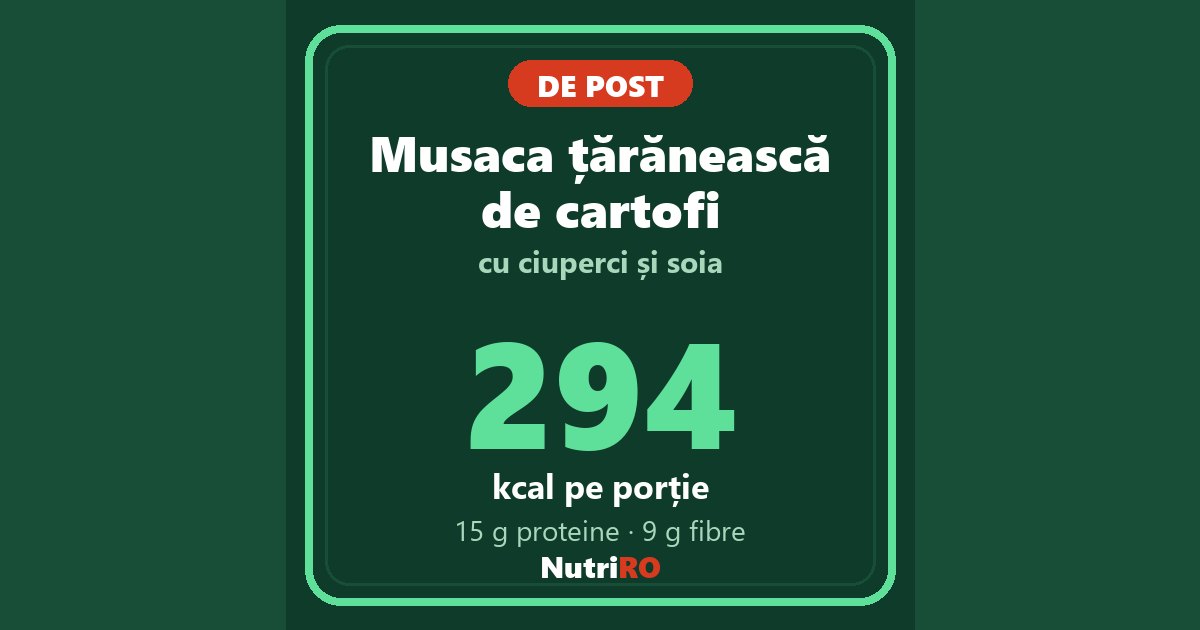 DE POST
Musaca țărănească
de cartofi
cu ciuperci și soia
294
kcal pe porție
15 g proteine · 9 g fibre
NutriRO